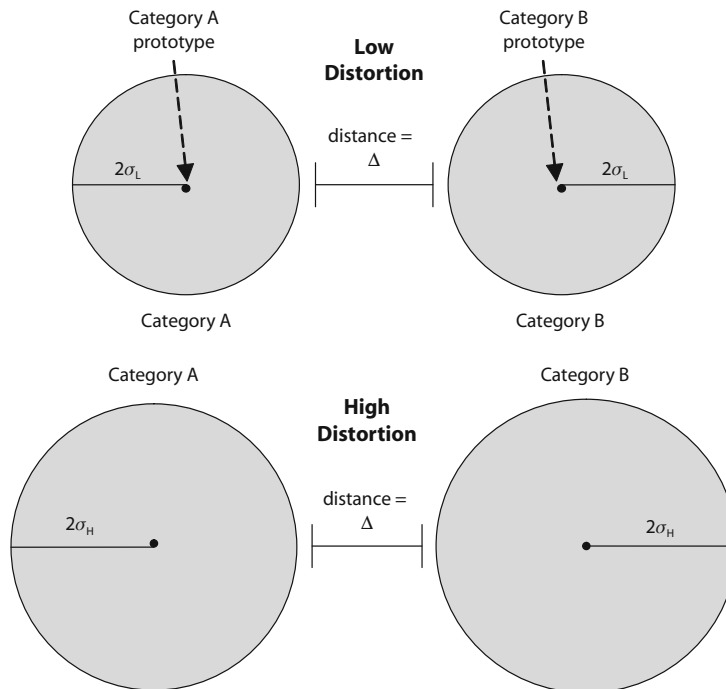 Category A
prototype
Category B
prototype
Low
Distortion
distance =
Δ
2σL
2σL
Category A
Category B
Category A
Category B
High
Distortion
distance =
Δ
2σH
2σH